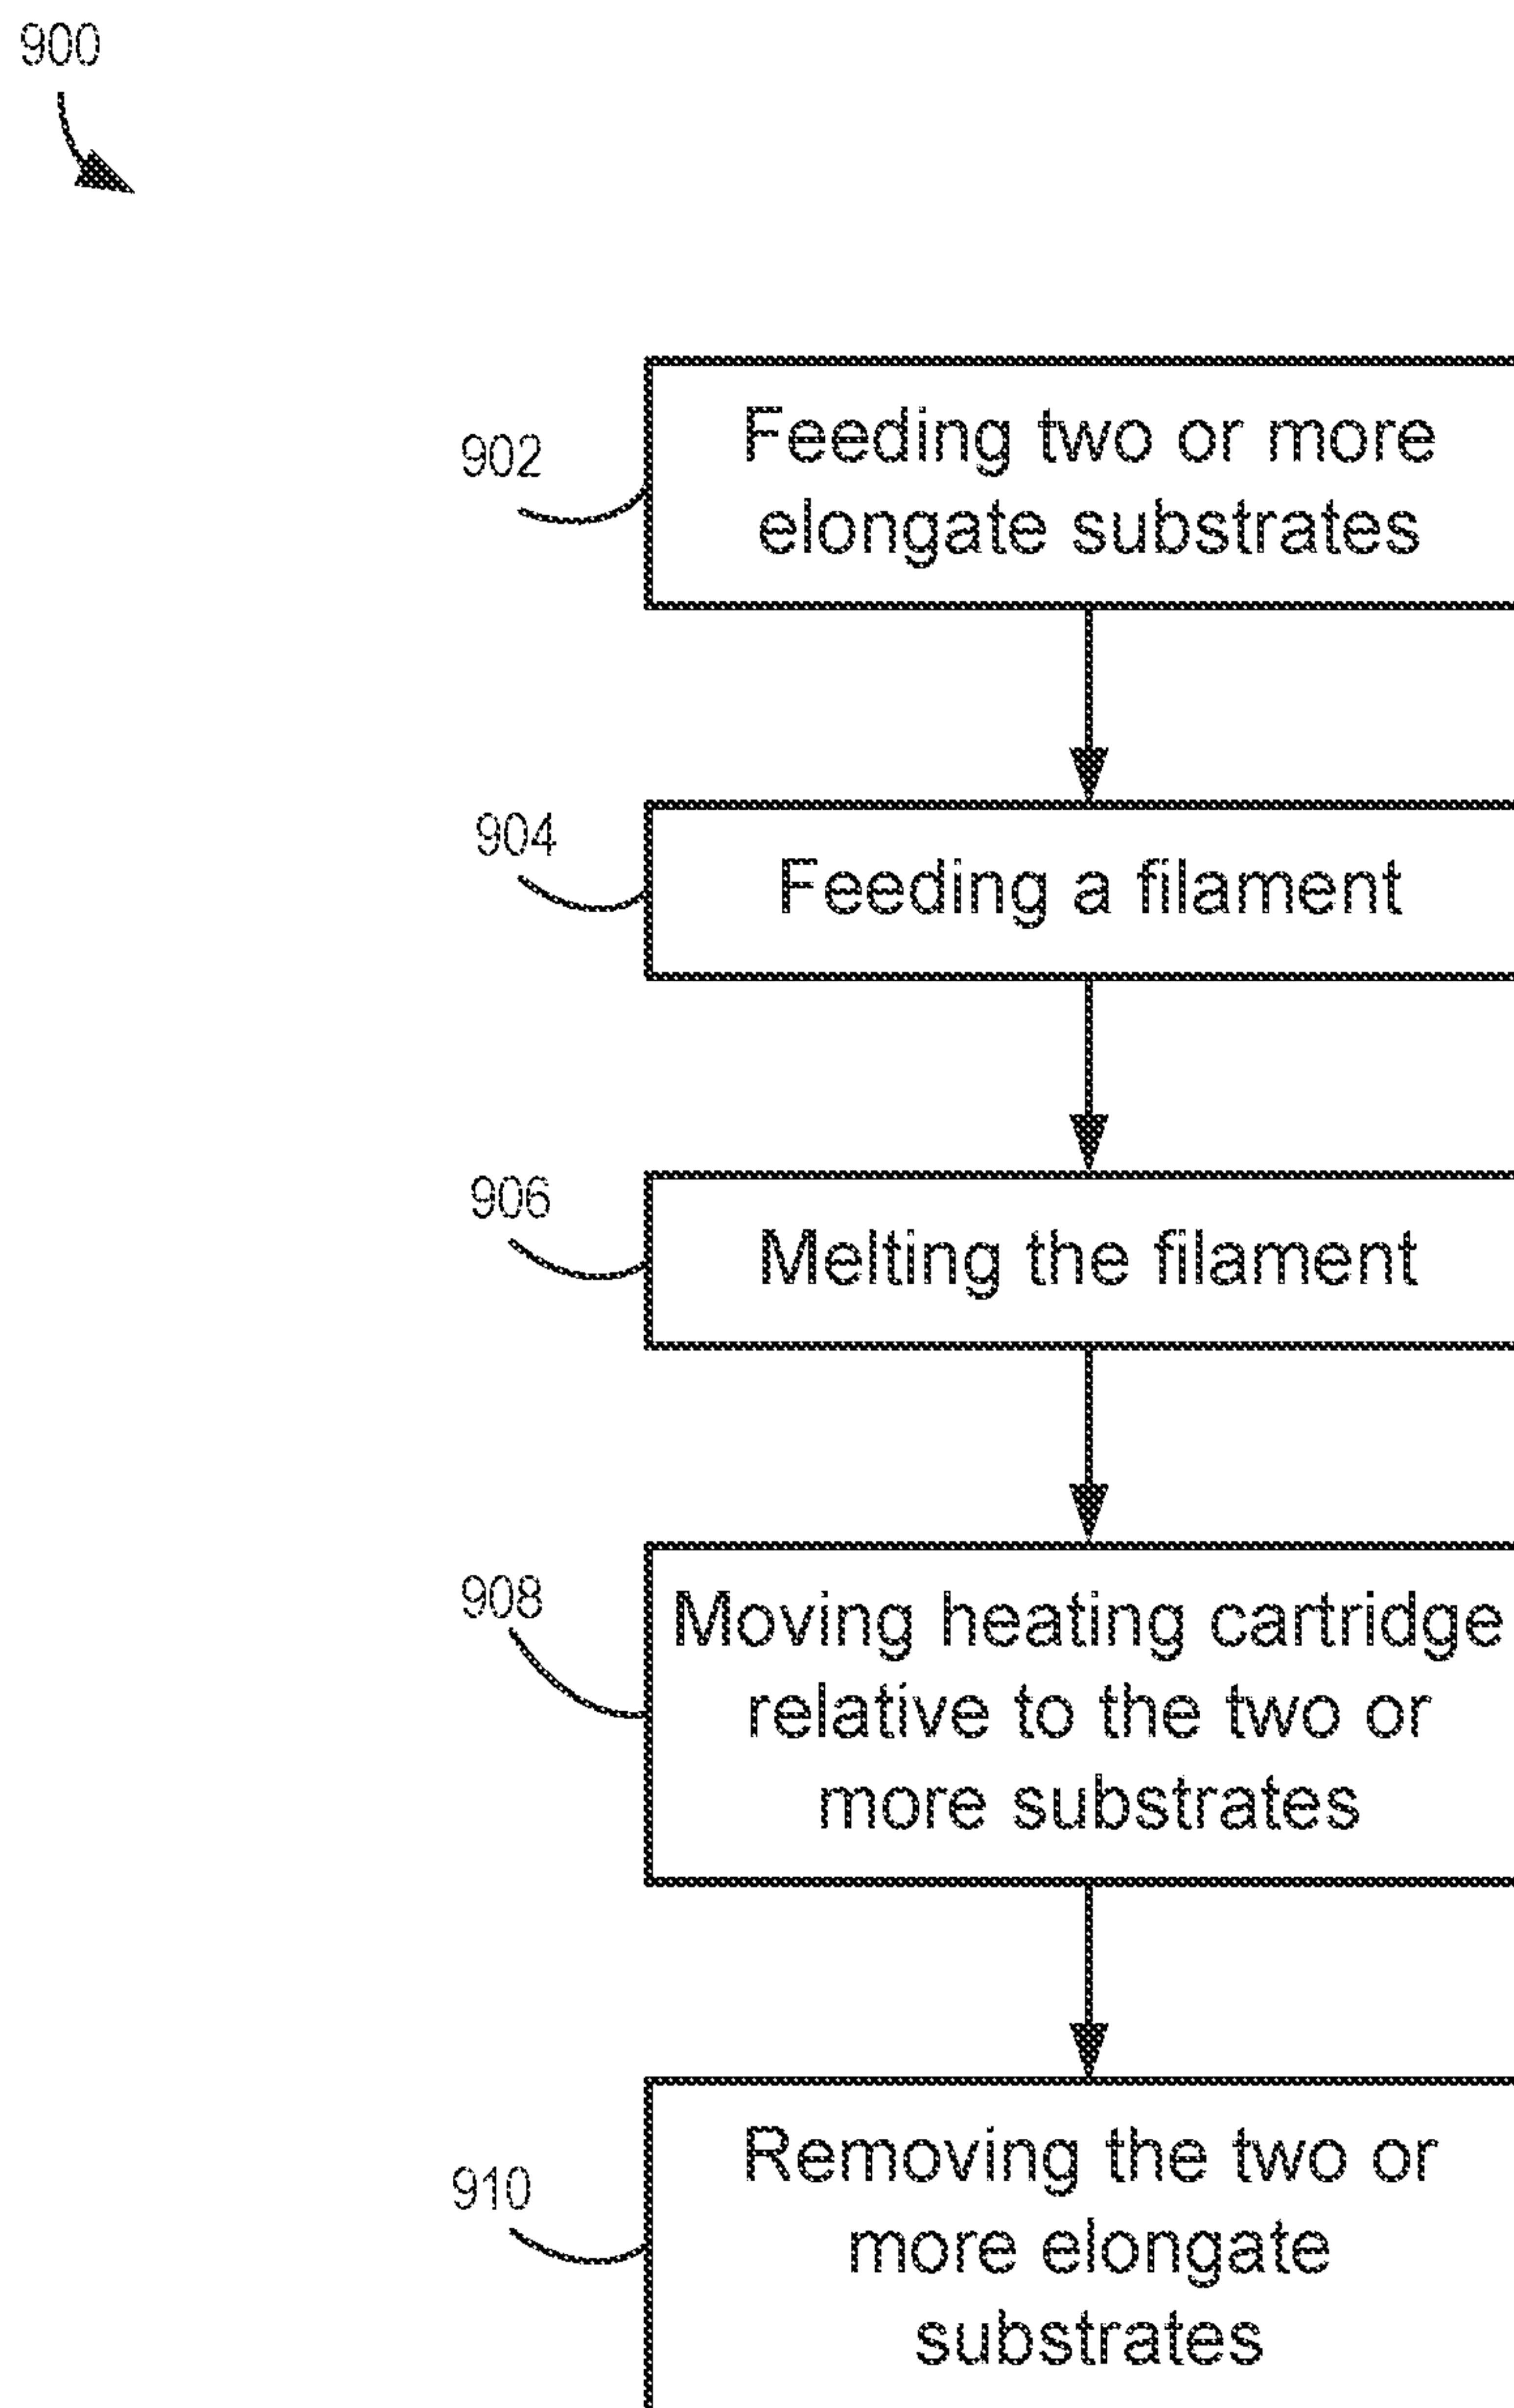 900
902
Feeding two or more
elongate substrates
904
Feeding a filament
906
Melting the filament
908
Moving heating cartridge
relative to the two or
more substrates
910
Removing the two or
more elongate
substrates